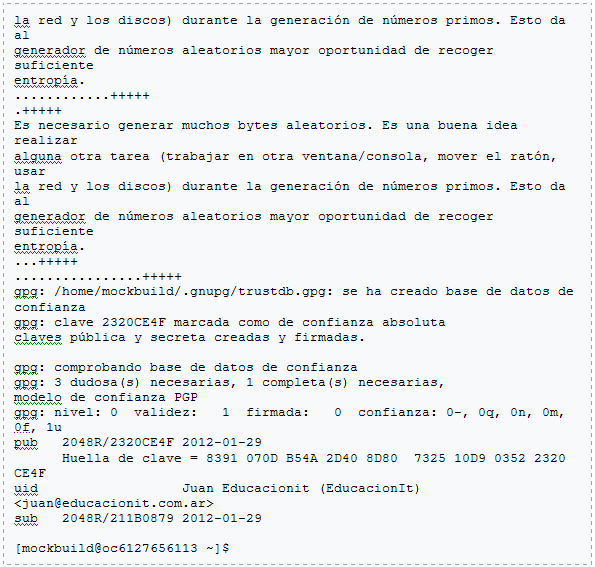 la red y los discos) durante la generación de números primos. Esto da
al
generador de números aleatorios mayor oportunidad de recoger
suficiente
entropía.
............+++++
.+++++
Es necesario generar muchos bytes aleatorios. Es una buena idea
realizar
alguna otra tarea (trabajar en otra ventana/consola, mover el ratón,
usar
la red y los discos) durante la generación de números primos. Esto da
al
generador de números aleatorios mayor oportunidad de recoger
suficiente
entropía.
...+++++
................+++++
gpg: /home/mockbuild/.gnupg/trustdb.gpg: se ha creado base de datos de
confianza
gpg: clave 2320CE4F marcada como de confianza absoluta
claves pública y secreta creadas y firmadas.

gpg: comprobando base de datos de confianza
gpg: 3 dudosa(s) necesarias, 1 completa(s) necesarias,
modelo de confianza PGP
gpg: nivel: 0  validez:   1  firmada:   0  confianza: 0-, 0q, 0n, 0m,
0f, 1u
pub   2048R/2320CE4F 2012-01-29
      Huella de clave = 8391 070D B54A 2D40 8D80  7325 10D9 0352 2320
CE4F
uid                  Juan Educacionit (EducacionIt)
<juan@educacionit.com.ar>
sub   2048R/211B0879 2012-01-29

[mockbuild@oc6127656113 ~]$